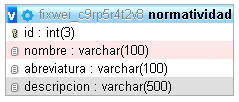 v fixwei_c9rp5r4t2v8 normatividad
id : int(3)
nombre : varchar(100)
abreviatura : varchar(100)
descripcion : varchar(500)